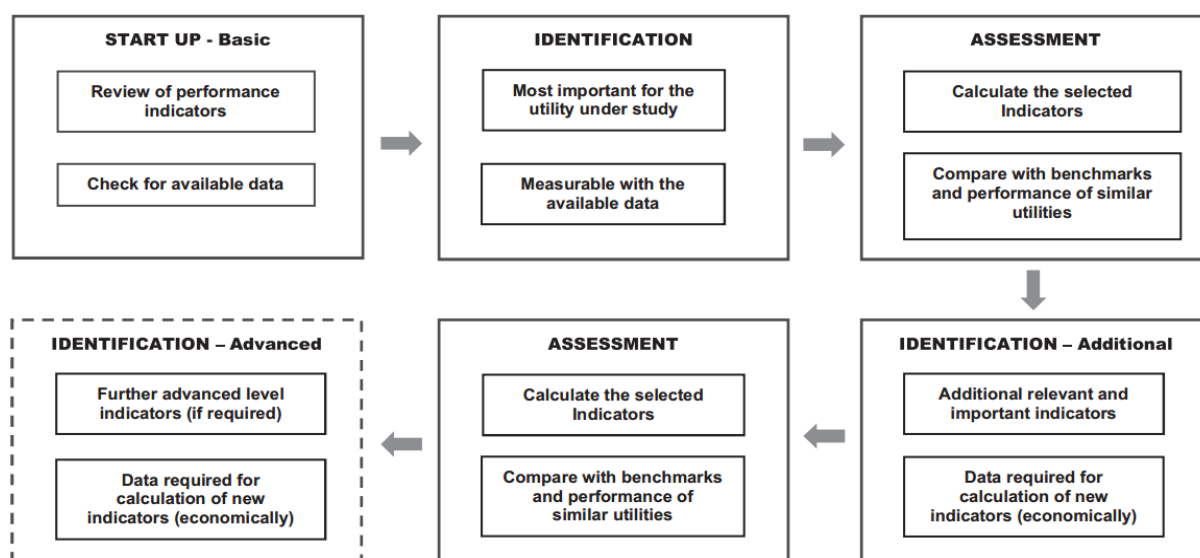 START UP - Basic
Review of performance
indicators
Check for available data
IDENTIFICATION
Most important for the
utility under study
Measurable with the
available data
ASSESSMENT
Calculate the selected
Indicators
Compare with benchmarks
and performance of similar
utilities
IDENTIFICATION – Additional
Additional relevant and
important indicators
Data required for
calculation of new
indicators (economically)
ASSESSMENT
Calculate the selected
Indicators
Compare with benchmarks
and performance of
similar utilities
IDENTIFICATION – Advanced
Further advanced level
indicators (if required)
Data required for
calculation of new
indicators (economically)